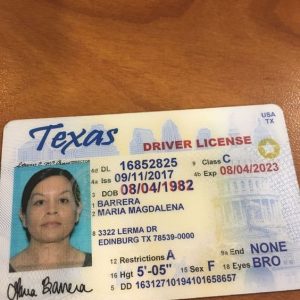 USA
TX
Texas
DRIVER LICENSE
4d DL 16852825 9 Class C
4a Iss 09/11/2017 4b Exp 08/04/2023
3 DOB 08/04/1982
1 BARRERA
2 MARIA MAGDALENA
8 3322 LERMA DR
EDINBURG TX 78539-0000
12 Restrictions A 9a End NONE
16 Hgt 5'-05" 15 Sex F 18 Eyes BRO
5 DD 16312710194101658657
Barrera